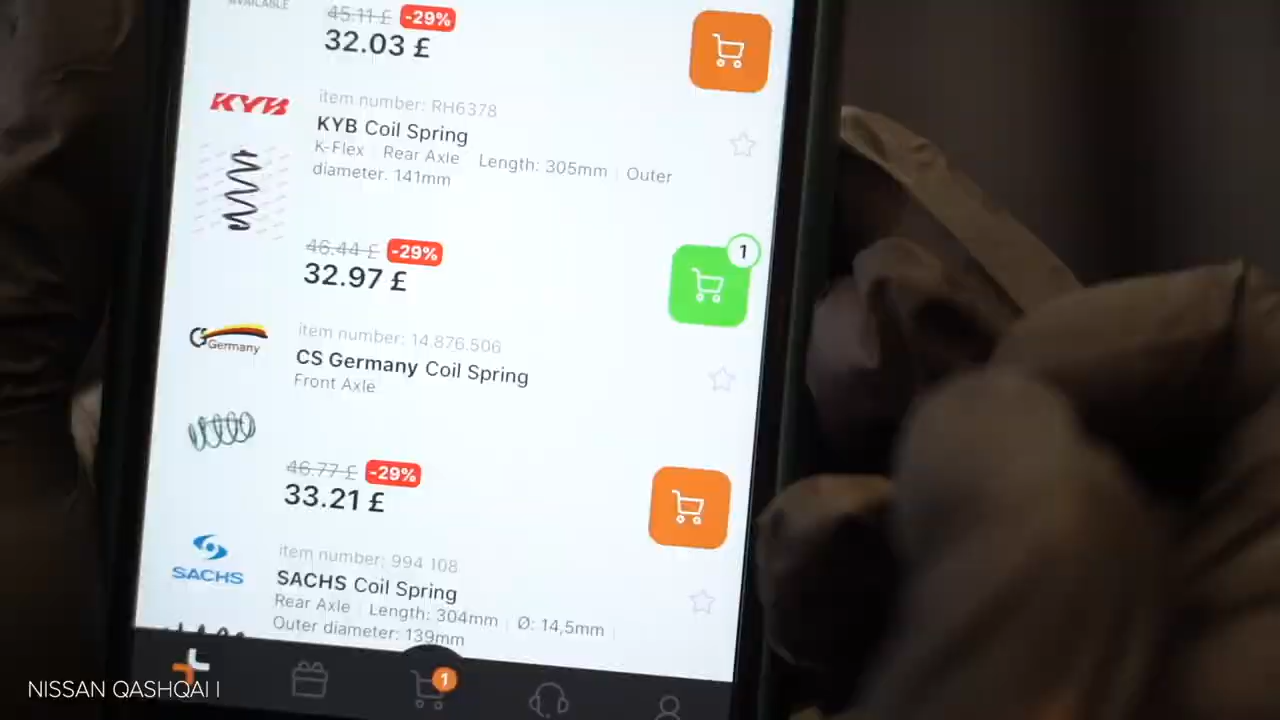 AVAILABLE
45.11 £ -29%
32.03 £
KYB
item number: RH6378
KYB Coil Spring
K-Flex Rear Axle Length: 305mm Outer
diameter: 141mm
46.44 £ -29%
32.97 £
1
CS Germany
item number: 14.876.506
CS Germany Coil Spring
Front Axle
46.77 £ -29%
33.21 £
SACHS
item number: 994 108
SACHS Coil Spring
Rear Axle Length: 304mm Ø: 14,5mm
Outer diameter: 139mm
1
NISSAN QASHQAI I